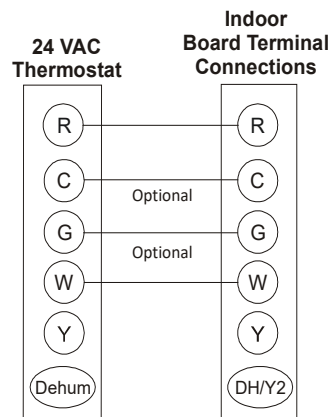 24 VAC
Thermostat
Indoor
Board Terminal
Connections
R R
C C
Optional
G G
Optional
W W
Y Y
Dehum DH/Y2